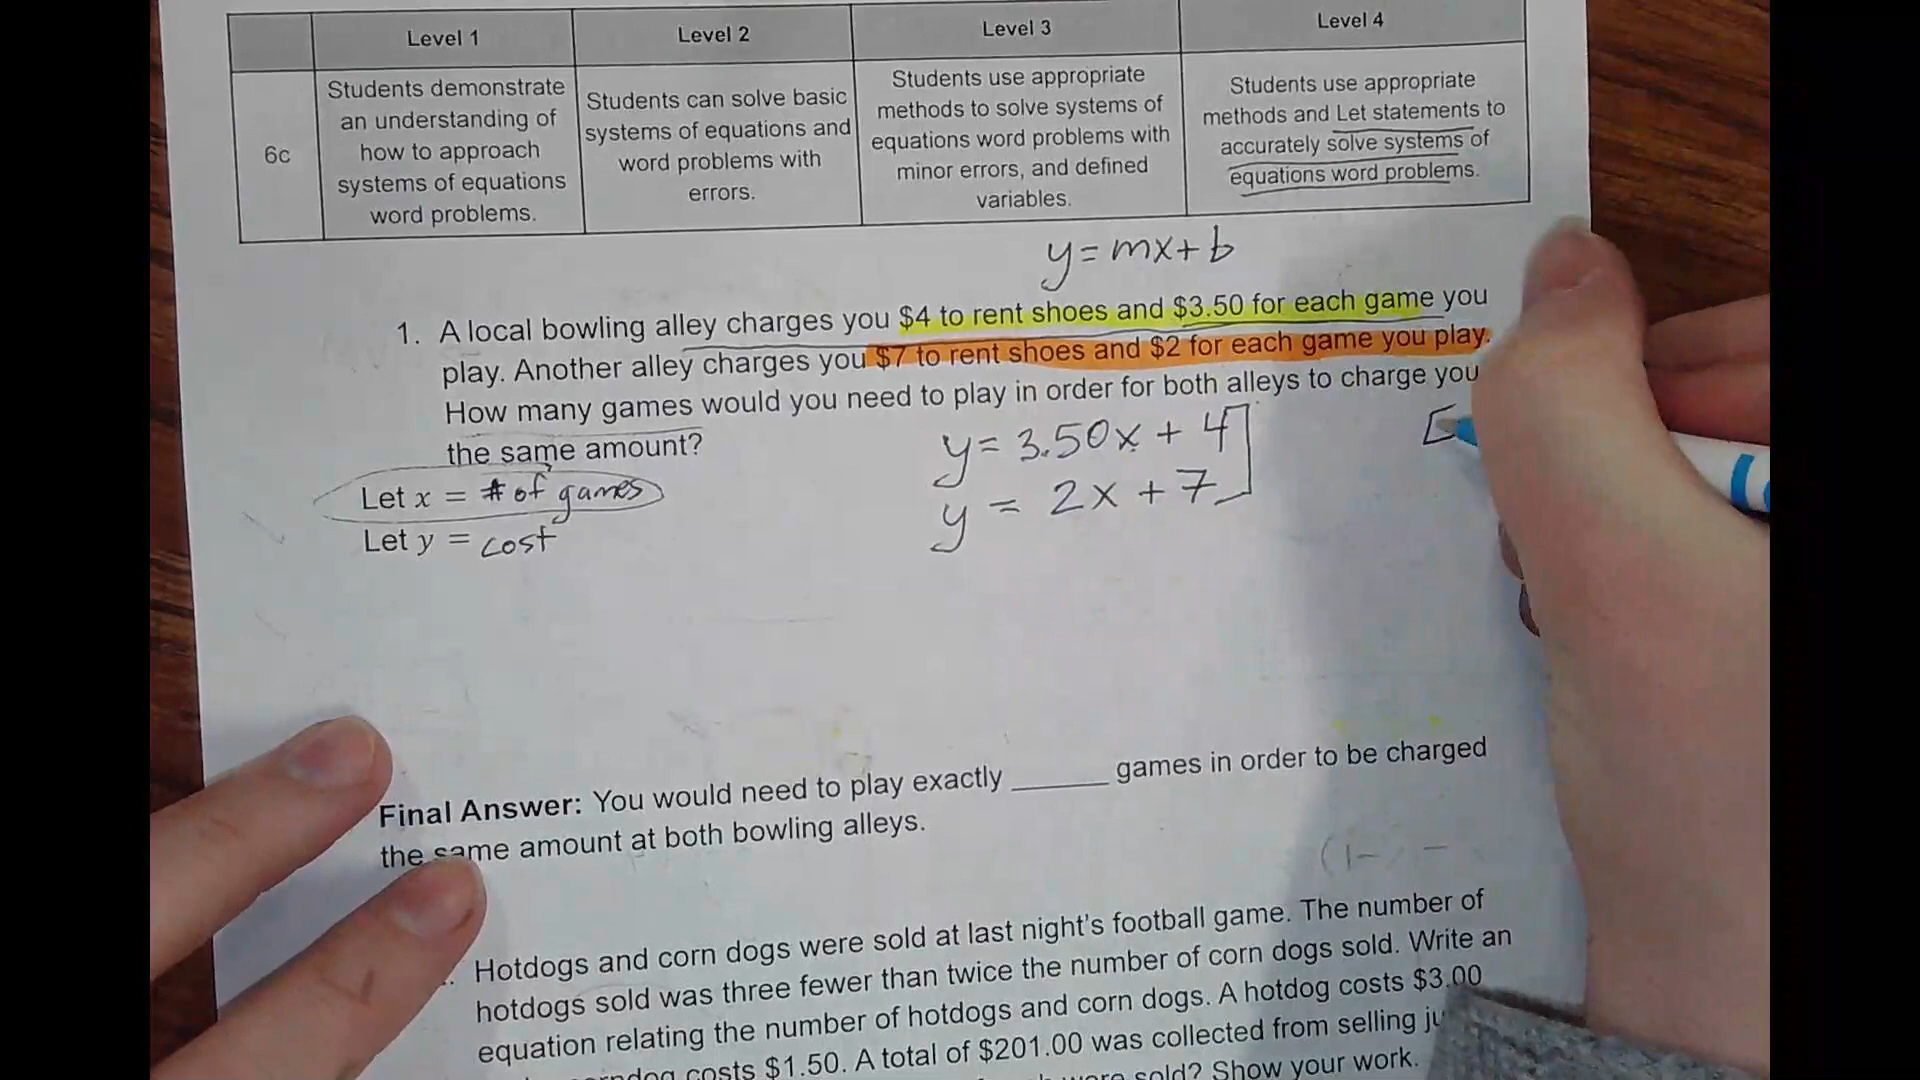 Level 1 Level 2 Level 3 Level 4
6c
Students demonstrate
an understanding of
how to approach
systems of equations
word problems.
Students can solve basic
systems of equations and
word problems with
errors.
Students use appropriate
methods to solve systems of
equations word problems with
minor errors, and defined
variables.
Students use appropriate
methods and Let statements to
accurately solve systems of
equations word problems.
y = mx + b
1. A local bowling alley charges you $4 to rent shoes and $3.50 for each game you
play. Another alley charges you $7 to rent shoes and $2 for each game you play.
How many games would you need to play in order for both alleys to charge you
the same amount?
Let x = # of games
Let y = cost
y = 3.50x + 4
y = 2x + 7
Final Answer: You would need to play exactly ______ games in order to be charged
the same amount at both bowling alleys.
Hotdogs and corn dogs were sold at last night's football game. The number of
hotdogs sold was three fewer than twice the number of corn dogs sold. Write an
equation relating the number of hotdogs and corn dogs. A hotdog costs $3.00
costs $1.50. A total of $201.00 was collected from selling
sold? Show your work.